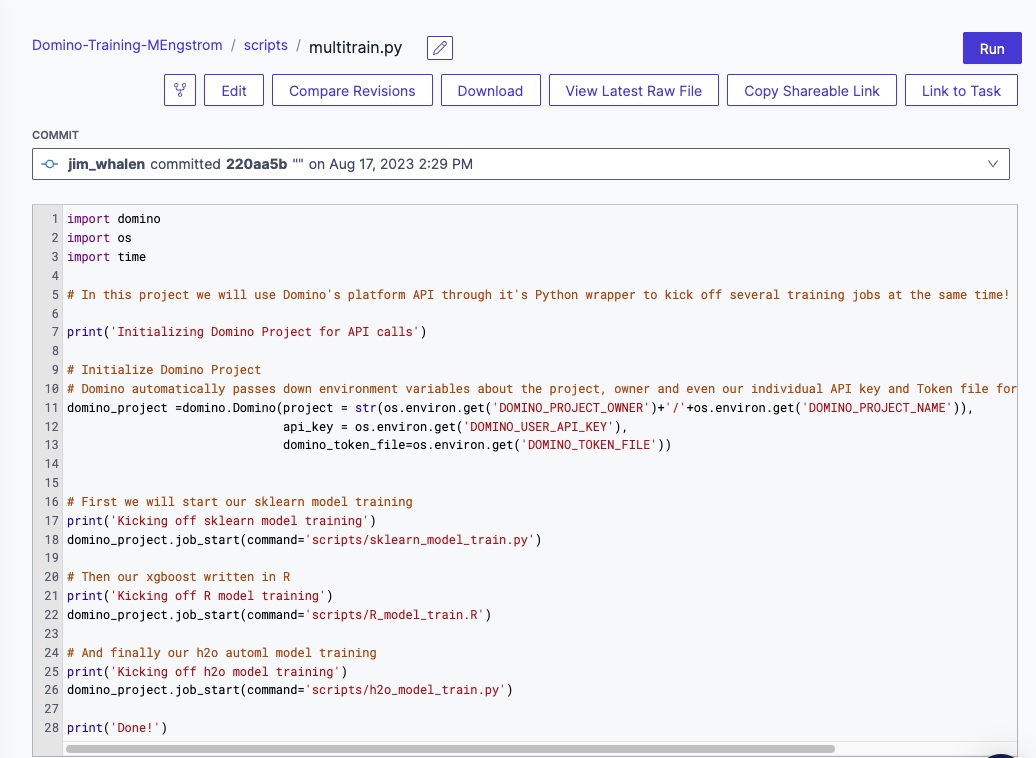 Domino-Training-MEngstrom / scripts / multitrain.py
Run
Edit
Compare Revisions
Download
View Latest Raw File
Copy Shareable Link
Link to Task
COMMIT
jim_whalen committed 220aa5b "" on Aug 17, 2023 2:29 PM
1 import domino
2 import os
3 import time
4
5 # In this project we will use Domino's platform API through it's Python wrapper to kick off several training jobs at the same time!
6
7 print('Initializing Domino Project for API calls')
8
9 # Initialize Domino Project
10 # Domino automatically passes down environment variables about the project, owner and even our individual API key and Token file for
11 domino_project =domino.Domino(project = str(os.environ.get('DOMINO_PROJECT_OWNER')+'/'+os.environ.get('DOMINO_PROJECT_NAME')),
12                               api_key = os.environ.get('DOMINO_USER_API_KEY'),
13                               domino_token_file=os.environ.get('DOMINO_TOKEN_FILE'))
14
15
16 # First we will start our sklearn model training
17 print('Kicking off sklearn model training')
18 domino_project.job_start(command='scripts/sklearn_model_train.py')
19
20 # Then our xgboost written in R
21 print('Kicking off R model training')
22 domino_project.job_start(command='scripts/R_model_train.R')
23
24 # And finally our h2o automl model training
25 print('Kicking off h2o model training')
26 domino_project.job_start(command='scripts/h2o_model_train.py')
27
28 print('Done!')